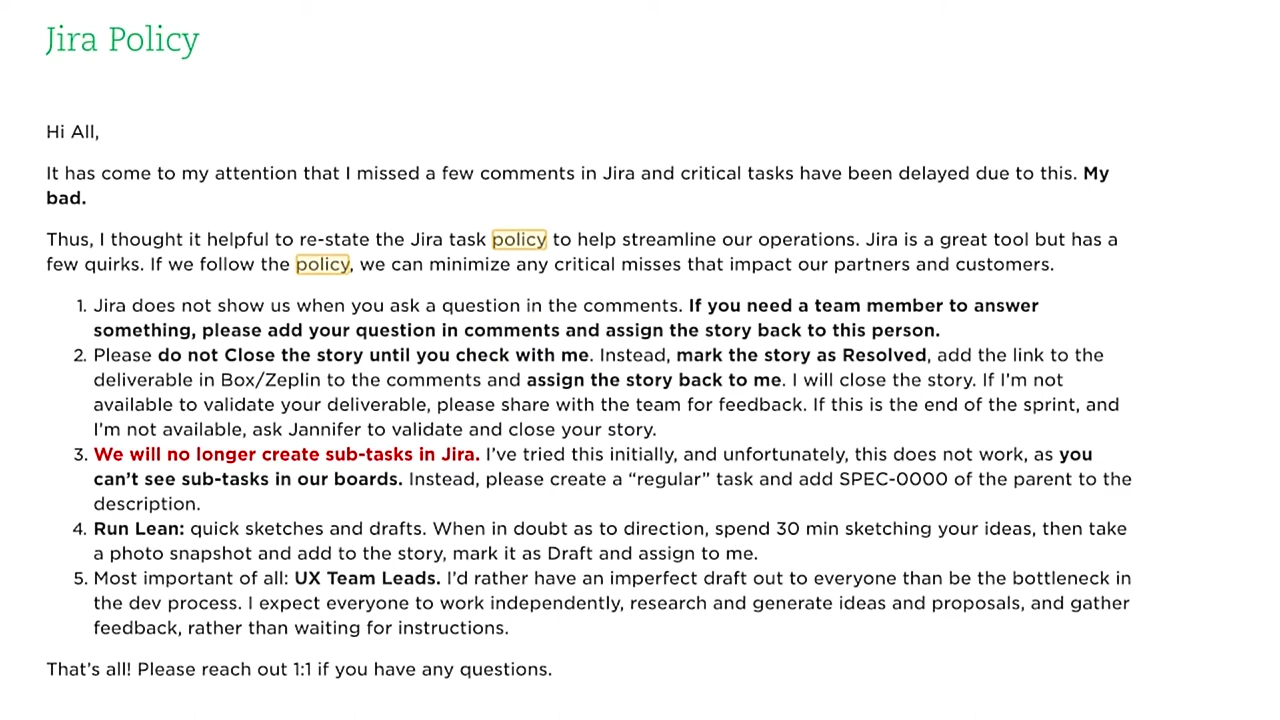 Jira Policy
Hi All,
It has come to my attention that I missed a few comments in Jira and critical tasks have been delayed due to this. My
bad.
Thus, I thought it helpful to re-state the Jira task policy to help streamline our operations. Jira is a great tool but has a
few quirks. If we follow the policy, we can minimize any critical misses that impact our partners and customers.
1. Jira does not show us when you ask a question in the comments. If you need a team member to answer
something, please add your question in comments and assign the story back to this person.
2. Please do not Close the story until you check with me. Instead, mark the story as Resolved, add the link to the
deliverable in Box/Zeplin to the comments and assign the story back to me. I will close the story. If I’m not
available to validate your deliverable, please share with the team for feedback. If this is the end of the sprint, and
I’m not available, ask Jannifer to validate and close your story.
3. We will no longer create sub-tasks in Jira. I’ve tried this initially, and unfortunately, this does not work, as you
can’t see sub-tasks in our boards. Instead, please create a “regular” task and add SPEC-0000 of the parent to the
description.
4. Run Lean: quick sketches and drafts. When in doubt as to direction, spend 30 min sketching your ideas, then take
a photo snapshot and add to the story, mark it as Draft and assign to me.
5. Most important of all: UX Team Leads. I’d rather have an imperfect draft out to everyone than be the bottleneck in
the dev process. I expect everyone to work independently, research and generate ideas and proposals, and gather
feedback, rather than waiting for instructions.
That’s all! Please reach out 1:1 if you have any questions.